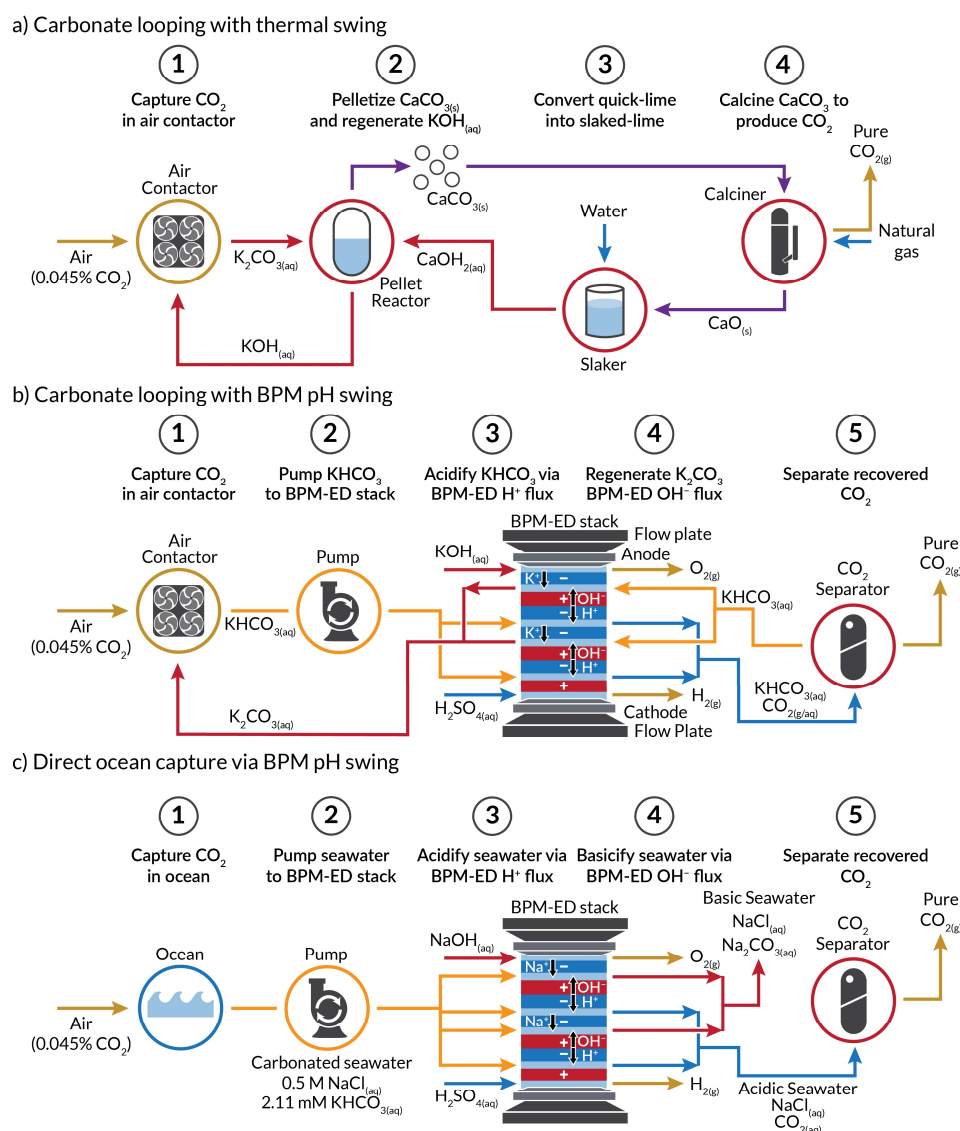 a) Carbonate looping with thermal swing
1
2
3
4
Capture CO₂
in air contactor
Pelletize CaCO₃₍ₛ₎
and regenerate KOH₍aq₎
Convert quick-lime
into slaked-lime
Calcine CaCO₃ to
produce CO₂
Pure
CO₂₍g₎
Air
Contactor
CaCO₃₍ₛ₎
Calciner
Water
Natural
gas
Air
(0.045% CO₂)
K₂CO₃₍aq₎
CaOH₂₍aq₎
Pellet
Reactor
CaO₍ₛ₎
KOH₍aq₎
Slaker
b) Carbonate looping with BPM pH swing
1
2
3
4
5
Capture CO₂
in air contactor
Pump KHCO₃
to BPM-ED stack
Acidify KHCO₃ via
BPM-ED H⁺ flux
Regenerate K₂CO₃
BPM-ED OH⁻ flux
Separate recovered
CO₂
BPM-ED stack
Flow plate
Anode
Air
Contactor
Pump
KOH₍aq₎
O₂₍g₎
CO₂
Separator
Pure
CO₂₍g₎
K⁺ −
+ OH⁻
− H⁺
K⁺ −
+ OH⁻
− H⁺
+
KHCO₃₍aq₎
Air
(0.045% CO₂)
KHCO₃₍aq₎
K₂CO₃₍aq₎
H₂SO₄₍aq₎
H₂₍g₎
KHCO₃₍aq₎
CO₂₍g/aq₎
Cathode
Flow Plate
c) Direct ocean capture via BPM pH swing
1
2
3
4
5
Capture CO₂
in ocean
Pump seawater
to BPM-ED stack
Acidify seawater via
BPM-ED H⁺ flux
Basicify seawater via
BPM-ED OH⁻ flux
Separate recovered
CO₂
BPM-ED stack
Basic Seawater
NaCl₍aq₎
Na₂CO₃₍aq₎
Pure
CO₂₍g₎
Ocean
Pump
NaOH₍aq₎
O₂₍g₎
CO₂
Separator
Na⁺ −
+ OH⁻
− H⁺
Na⁺ −
+ OH⁻
− H⁺
+
Air
(0.045% CO₂)
Carbonated seawater
0.5 M NaCl₍aq₎
2.11 mM KHCO₃₍aq₎
H₂SO₄₍aq₎
H₂₍g₎
Acidic Seawater
NaCl₍aq₎
CO₂₍aq₎